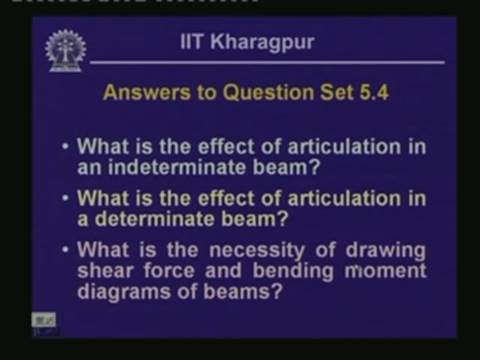 IIT Kharagpur
Answers to Question Set 5.4
• What is the effect of articulation in
an indeterminate beam?
• What is the effect of articulation in
a determinate beam?
• What is the necessity of drawing
shear force and bending moment
diagrams of beams?